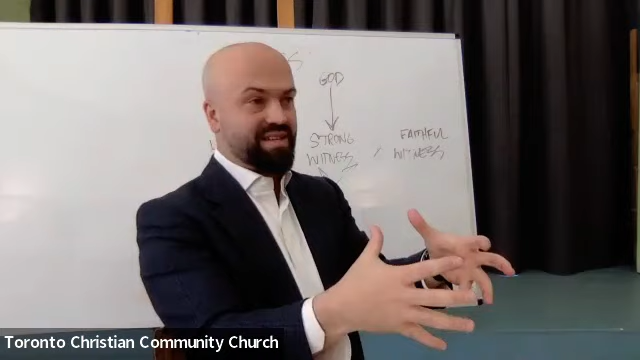 GOD
STRONG
WITNESS
FAITHFUL
WITNESS
Toronto Christian Community Church